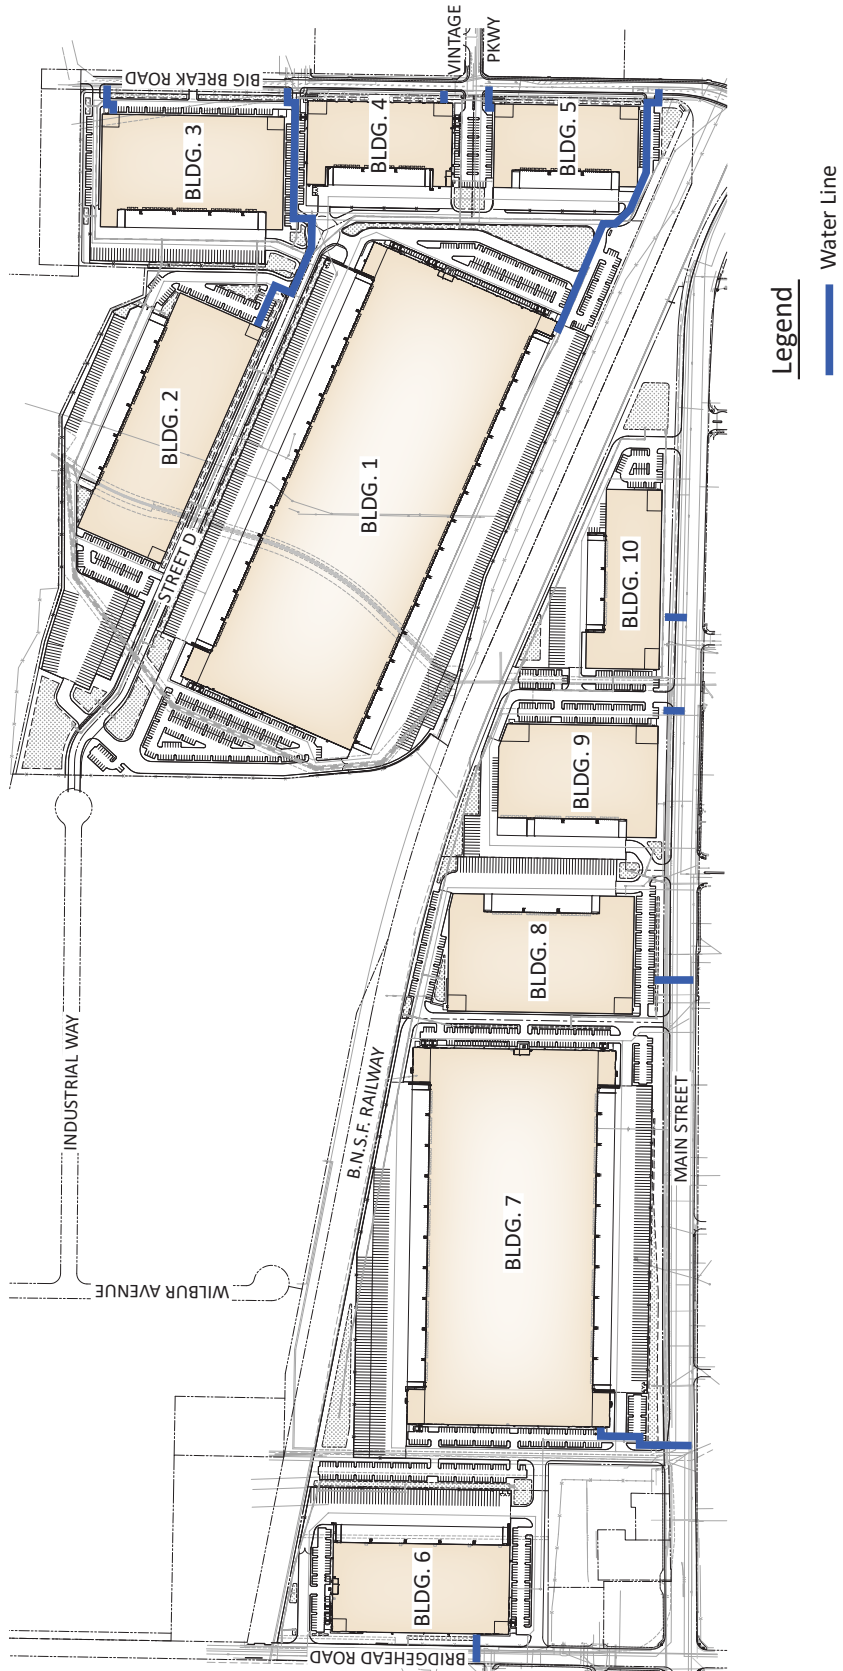 BIG BREAK ROAD
VINTAGE
PKWY
BLDG. 3
BLDG. 4
BLDG. 5
BLDG. 2
BLDG. 1
STREET D
BLDG. 10
BLDG. 9
BLDG. 8
BLDG. 7
BLDG. 6
INDUSTRIAL WAY
B.N.S.F. RAILWAY
MAIN STREET
WILBUR AVENUE
BRIDGEHEAD ROAD
Legend
Water Line